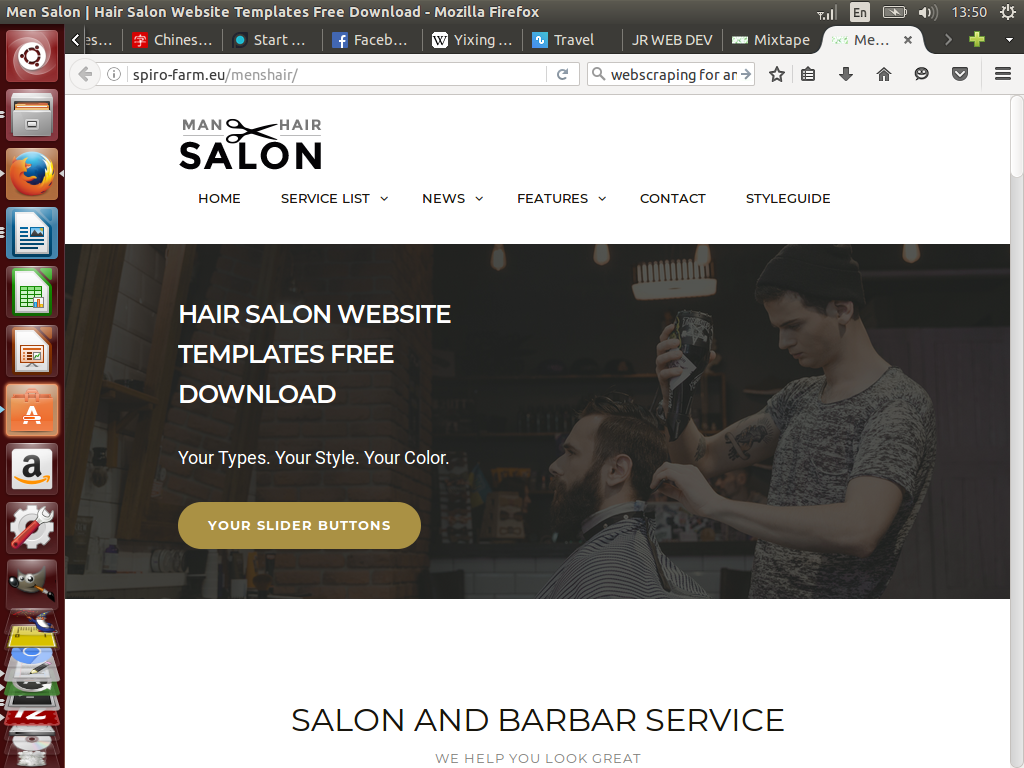 Men Salon | Hair Salon Website Templates Free Download - Mozilla Firefox
En
13:50
es…
Chines…
Start …
Faceb…
Yixing …
Travel
JR WEB DEV
Mixtape
Me…
spiro-farm.eu/menshair/
webscraping for an
MAN HAIR
SALON
HOME
SERVICE LIST
NEWS
FEATURES
CONTACT
STYLEGUIDE
HAIR SALON WEBSITE
TEMPLATES FREE
DOWNLOAD
Your Types. Your Style. Your Color.
YOUR SLIDER BUTTONS
SALON AND BARBAR SERVICE
WE HELP YOU LOOK GREAT